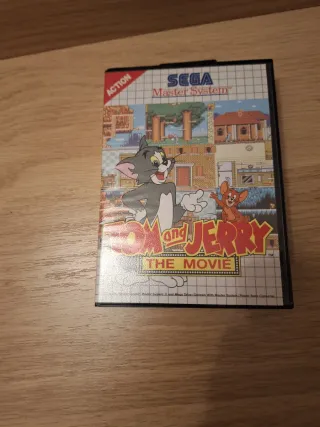 ACTION
SEGA
Master System
TOM and JERRY
THE MOVIE